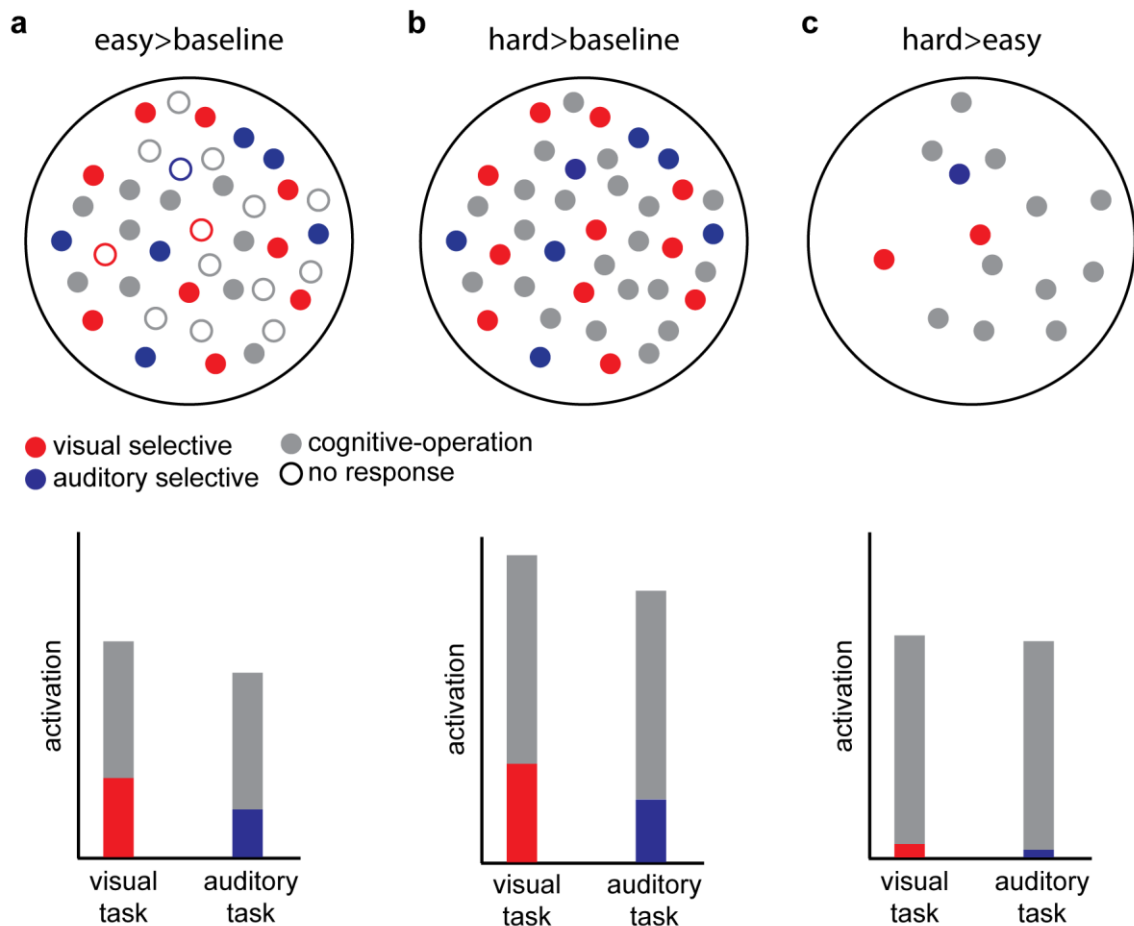 a
easy>baseline
b
hard>baseline
c
hard>easy
visual selective
cognitive-operation
auditory selective
no response
activation
visual
task
auditory
task
activation
visual
task
auditory
task
activation
visual
task
auditory
task